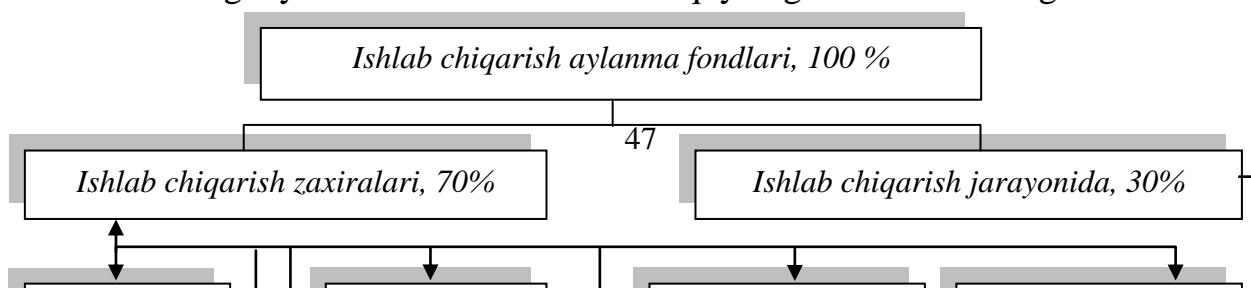 Ishlab chiqarish aylanma fondlari, 100 %
47
Ishlab chiqarish zaxiralari, 70%
Ishlab chiqarish jarayonida, 30%